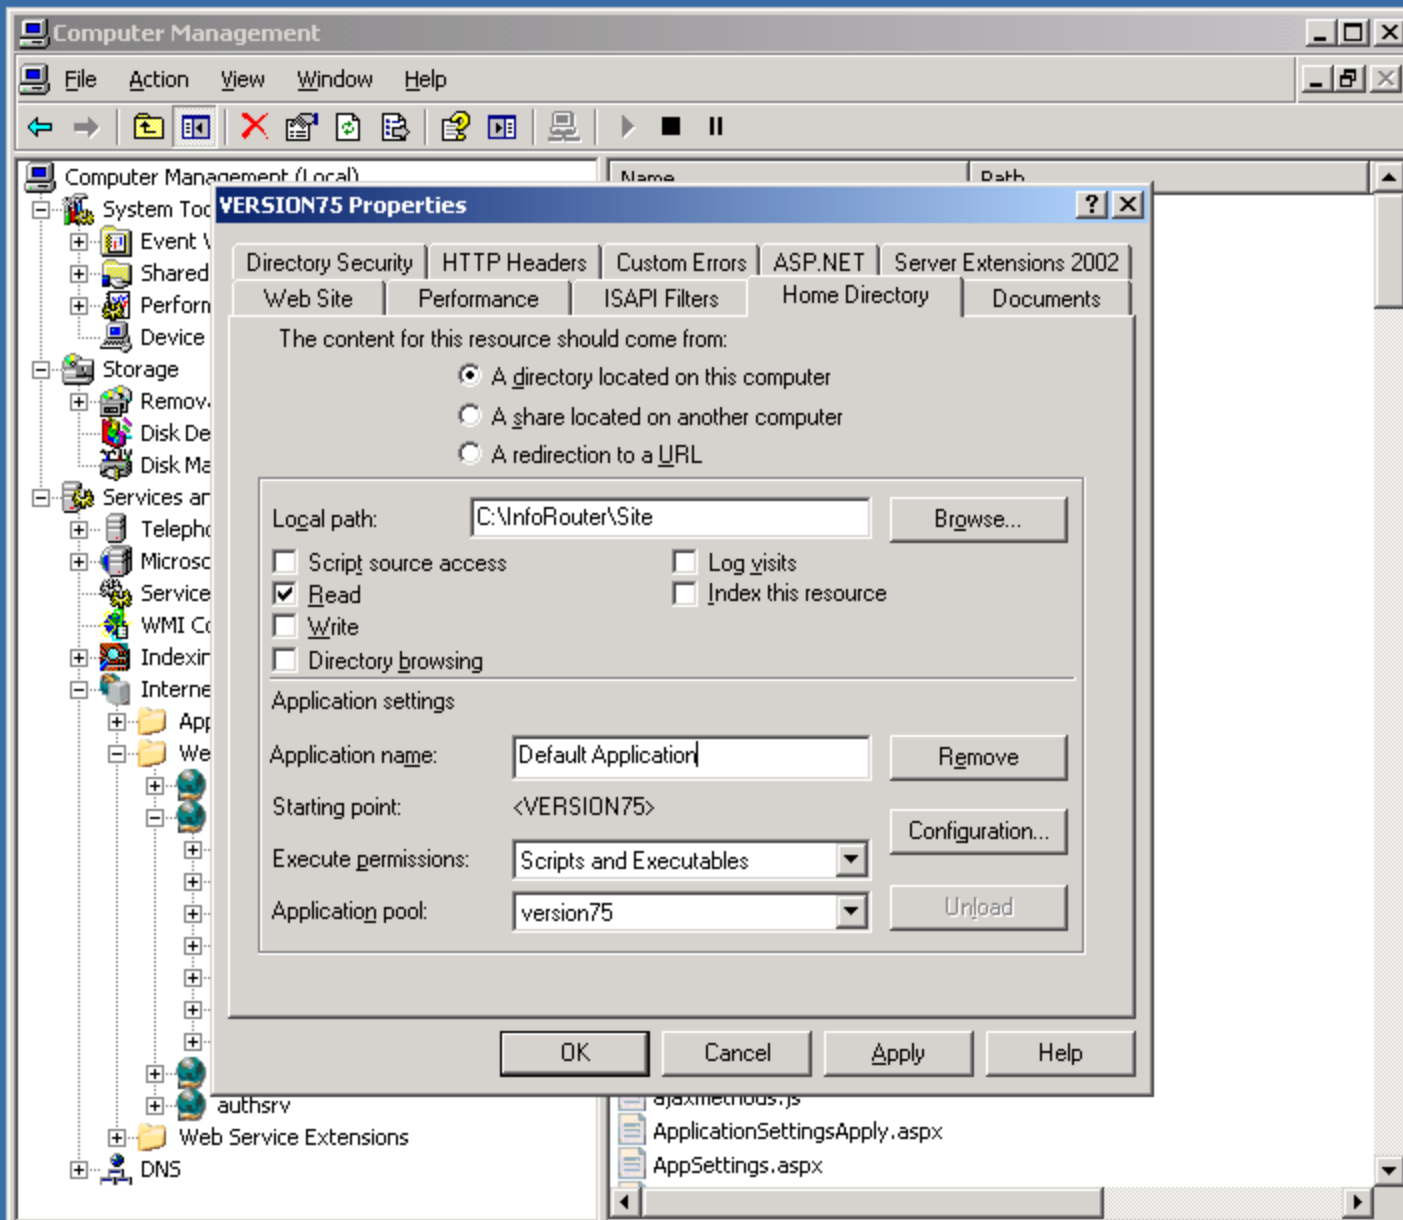 Computer Management
File Action View Window Help
Computer Management (Local)
Name Path
System Too
Event V
Shared
Perform
Device
Storage
Remov
Disk De
Disk Ma
Services an
Telepho
Microso
Service
WMI Co
Indexin
Interne
App
We
authsrv
Web Service Extensions
DNS
VERSION75 Properties
Directory Security HTTP Headers Custom Errors ASP.NET Server Extensions 2002
Web Site Performance ISAPI Filters Home Directory Documents
The content for this resource should come from:
A directory located on this computer
A share located on another computer
A redirection to a URL
Local path: C:\InfoRouter\Site Browse...
Script source access Log visits
Read Index this resource
Write
Directory browsing
Application settings
Application name: Default Application Remove
Starting point: <VERSION75>
Configuration...
Execute permissions: Scripts and Executables
Application pool: version75 Unload
OK Cancel Apply Help
ajaxmethods.js
ApplicationSettingsApply.aspx
AppSettings.aspx